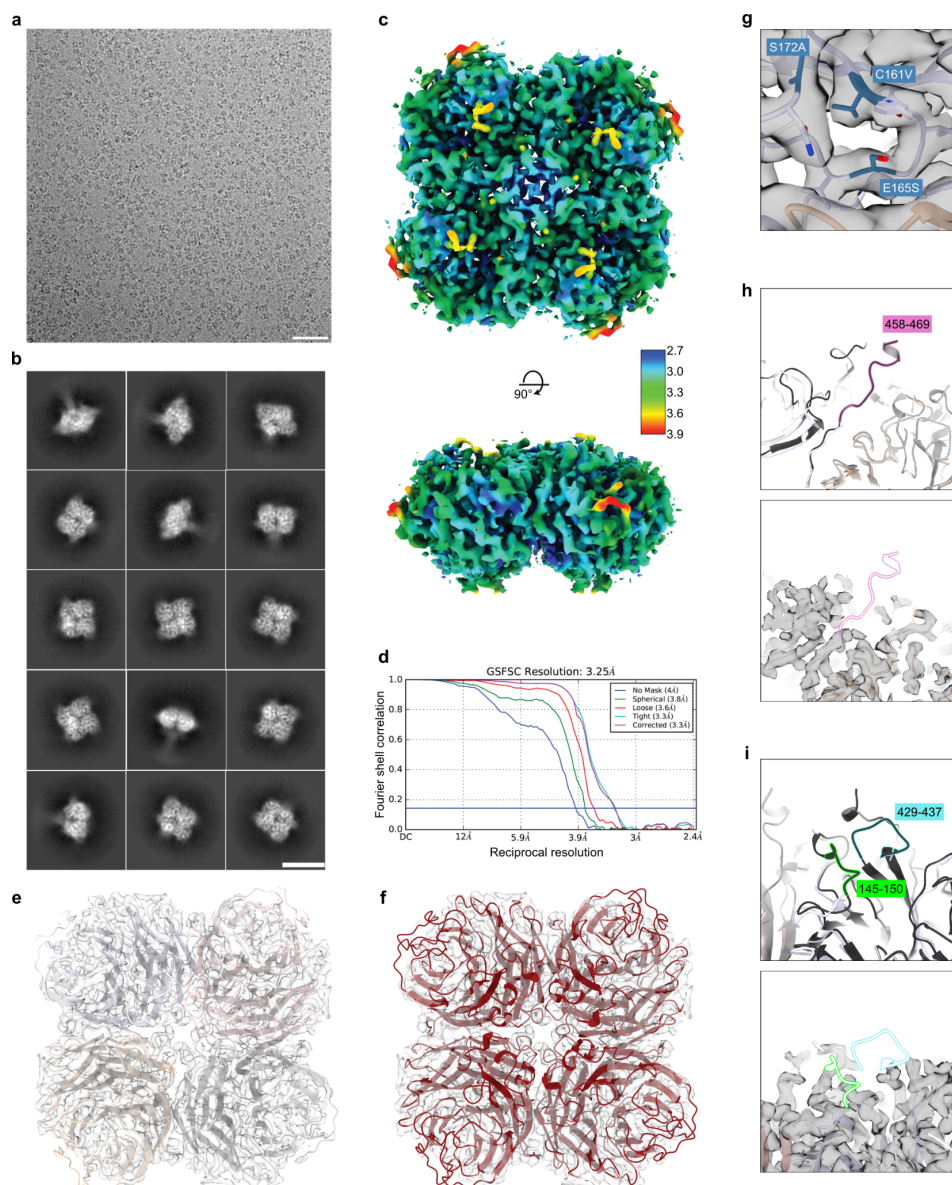 a
b
c
90°
2.7
3.0
3.3
3.6
3.9
d
GSFSC Resolution: 3.25Å
Fourier shell correlation
1.0
0.8
0.6
0.4
0.2
0.0
No Mask (4Å)
Spherical (3.8Å)
Loose (3.6Å)
Tight (3.3Å)
Corrected (3.3Å)
DC
12Å
5.9Å
3.9Å
3Å
2.4Å
Reciprocal resolution
e
f
g
S172A
C161V
E165S
h
458-469
i
429-437
145-150